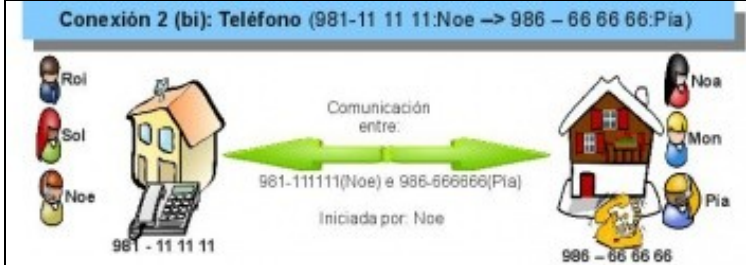 Conexión 2 (bi): Teléfono (981-11 11 11:Noe –> 986 – 66 66 66:Pía)
Roi
Sol
Noe
981 - 11 11 11
Comunicación
entre:
981-111111(Noe) e 986-666666(Pía)
Iniciada por: Noe
Noa
Mon
Pia
986 – 66 66 66